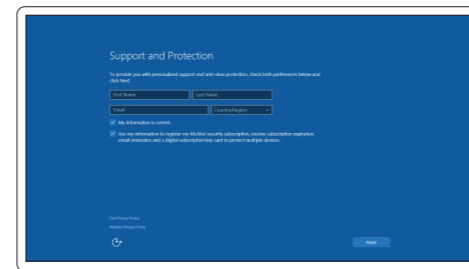 Support and Protection
To provide you with personalized support and anti-virus protection, check both preferences below and
click Next.
First Name
Last Name
Email
Country/Region
My information is correct.
Use my information to register my McAfee security subscription, receive subscription expiration
email reminders and a digital subscription key card to protect multiple devices.
Dell Privacy Policy
McAfee Privacy Policy
Next